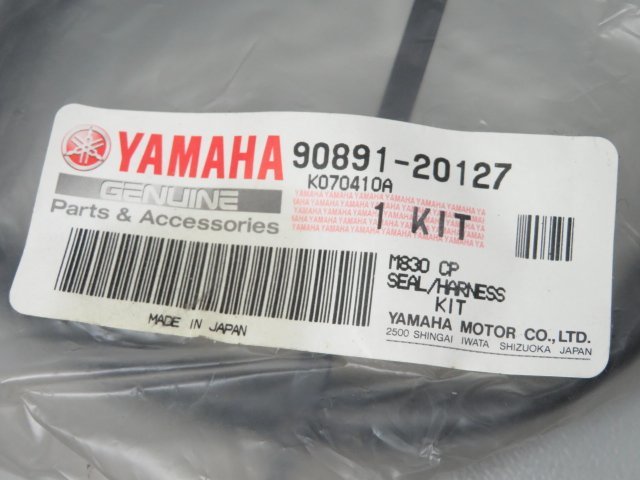 YAMAHA 90891-20127
GENUINE K070410A
Parts & Accessories
1 KIT
M830 CP
SEAL/HARNESS
KIT
MADE IN JAPAN
YAMAHA MOTOR CO.,LTD.
2500 SHINGAI IWATA SHIZUOKA JAPAN